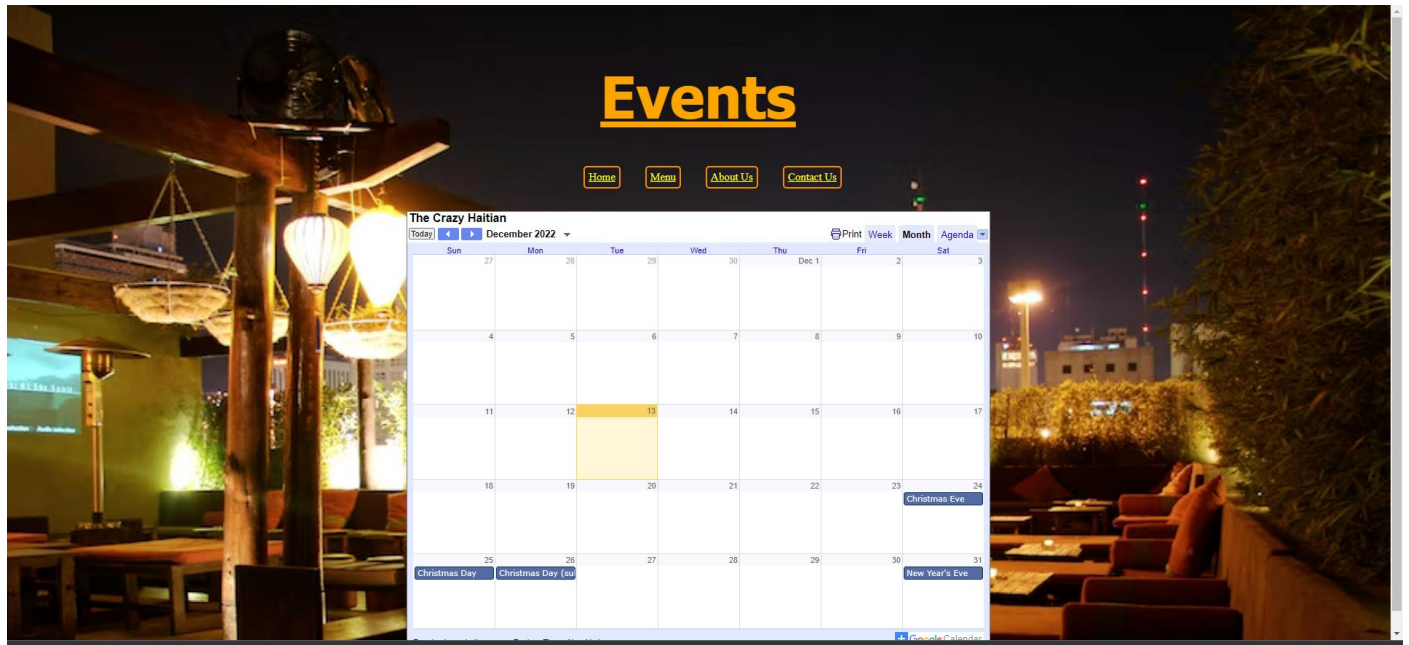 Events
Home Menu About Us Contact Us
The Crazy Haitian
Today December 2022 Print Week Month Agenda
Sun Mon Tue Wed Thu Fri Sat
27 28 29 30 Dec 1 2 3
4 5 6 7 8 9 10
11 12 13 14 15 16 17
18 19 20 21 22 23 24
Christmas Eve
25 26 27 28 29 30 31
Christmas Day Christmas Day (su New Year's Eve
Google Calendar